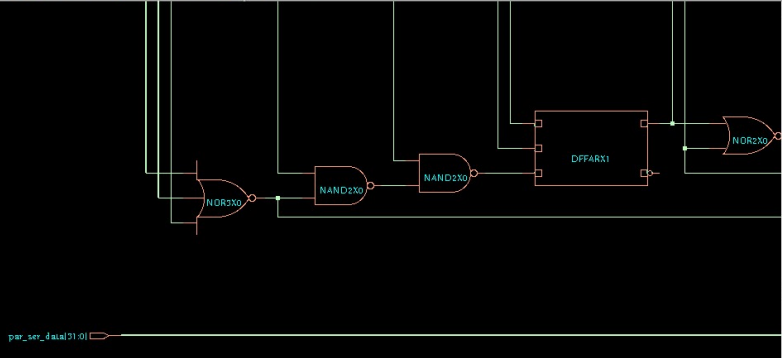 DFFARX1
NOR2X0
NAND2X0
NAND2X0
NOR3X0
par_ser_data[31:0]